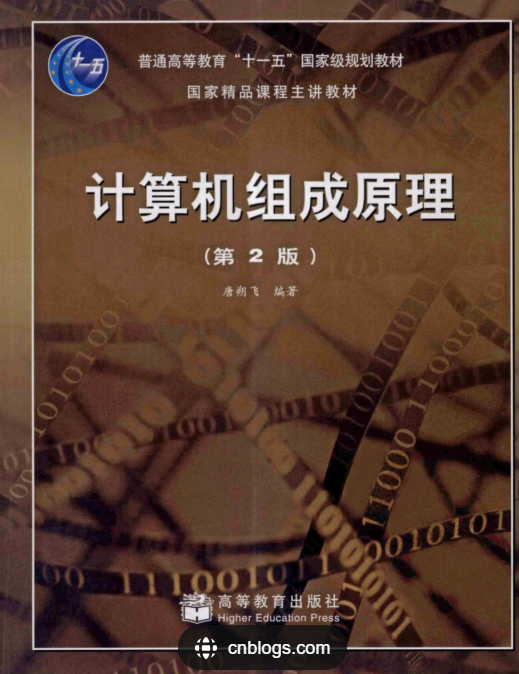 十一五
普通高等教育“十一五”国家级规划教材
国家精品课程主讲教材
计算机组成原理
(第 2 版)
唐朔飞 编著
高等教育出版社
Higher Education Press
cnblogs.com